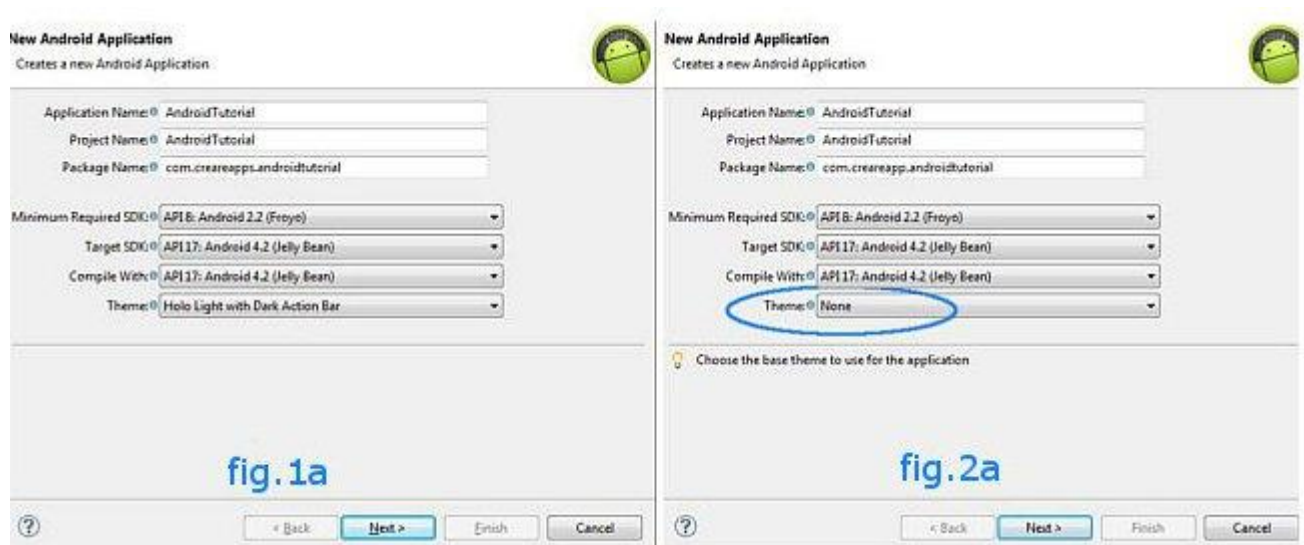 New Android Application
Creates a new Android Application
Application Name: AndroidTutorial
Project Name: AndroidTutorial
Package Name: com.creareapps.androidtutorial
Minimum Required SDK: API 8: Android 2.2 (Froyo)
Target SDK: API 17: Android 4.2 (Jelly Bean)
Compile With: API 17: Android 4.2 (Jelly Bean)
Theme: Holo Light with Dark Action Bar
fig.1a
?
< Back Next > Finish Cancel
New Android Application
Creates a new Android Application
Application Name: AndroidTutorial
Project Name: AndroidTutorial
Package Name: com.creareapp.androidtutorial
Minimum Required SDK: API 8: Android 2.2 (Froyo)
Target SDK: API 17: Android 4.2 (Jelly Bean)
Compile With: API 17: Android 4.2 (Jelly Bean)
Theme: None
Choose the base theme to use for the application
fig.2a
?
< Back Next > Finish Cancel